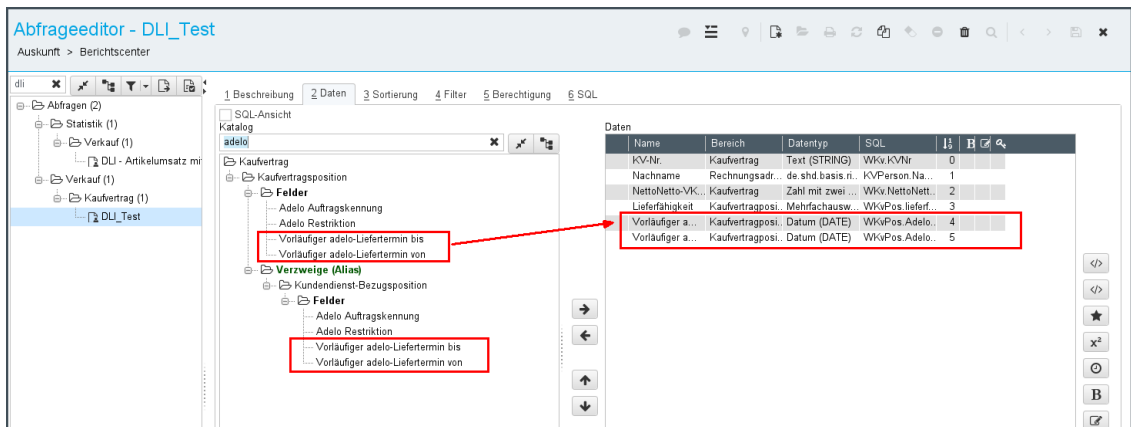 Abfrageeditor - DLI_Test
Auskunft > Berichtscenter
dli
Abfragen (2)
Statistik (1)
Verkauf (1)
DLI - Artikelumsatz mi
Verkauf (1)
Kaufvertrag (1)
DLI_Test
1 Beschreibung 2 Daten 3 Sortierung 4 Filter 5 Berechtigung 6 SQL
SQL-Ansicht
Katalog
adelo
Kaufvertrag
Kaufvertragsposition
Felder
Adelo Auftragskennung
Adelo Restriktion
Vorläufiger adelo-Liefertermin bis
Vorläufiger adelo-Liefertermin von
Verzweige (Alias)
Kundendienst-Bezugsposition
Felder
Adelo Auftragskennung
Adelo Restriktion
Vorläufiger adelo-Liefertermin bis
Vorläufiger adelo-Liefertermin von
Daten
Name Bereich Datentyp SQL B
KV-Nr. Kaufvertrag Text (STRING) WKv.KVNr 0
Nachname Rechnungsadr... de.shd.basis.ri.. KVPerson.Na... 1
NettoNetto-VK... Kaufvertrag Zahl mit zwei ... WKv.NettoNett.. 2
Lieferfähigkeit Kaufvertragposi.. Mehrfachausw... WKvPos.lieferf... 3
Vorläufiger a... Kaufvertragposi.. Datum (DATE) WKvPos.Adelo.. 4
Vorläufiger a... Kaufvertragposi.. Datum (DATE) WKvPos.Adelo.. 5
x²
B